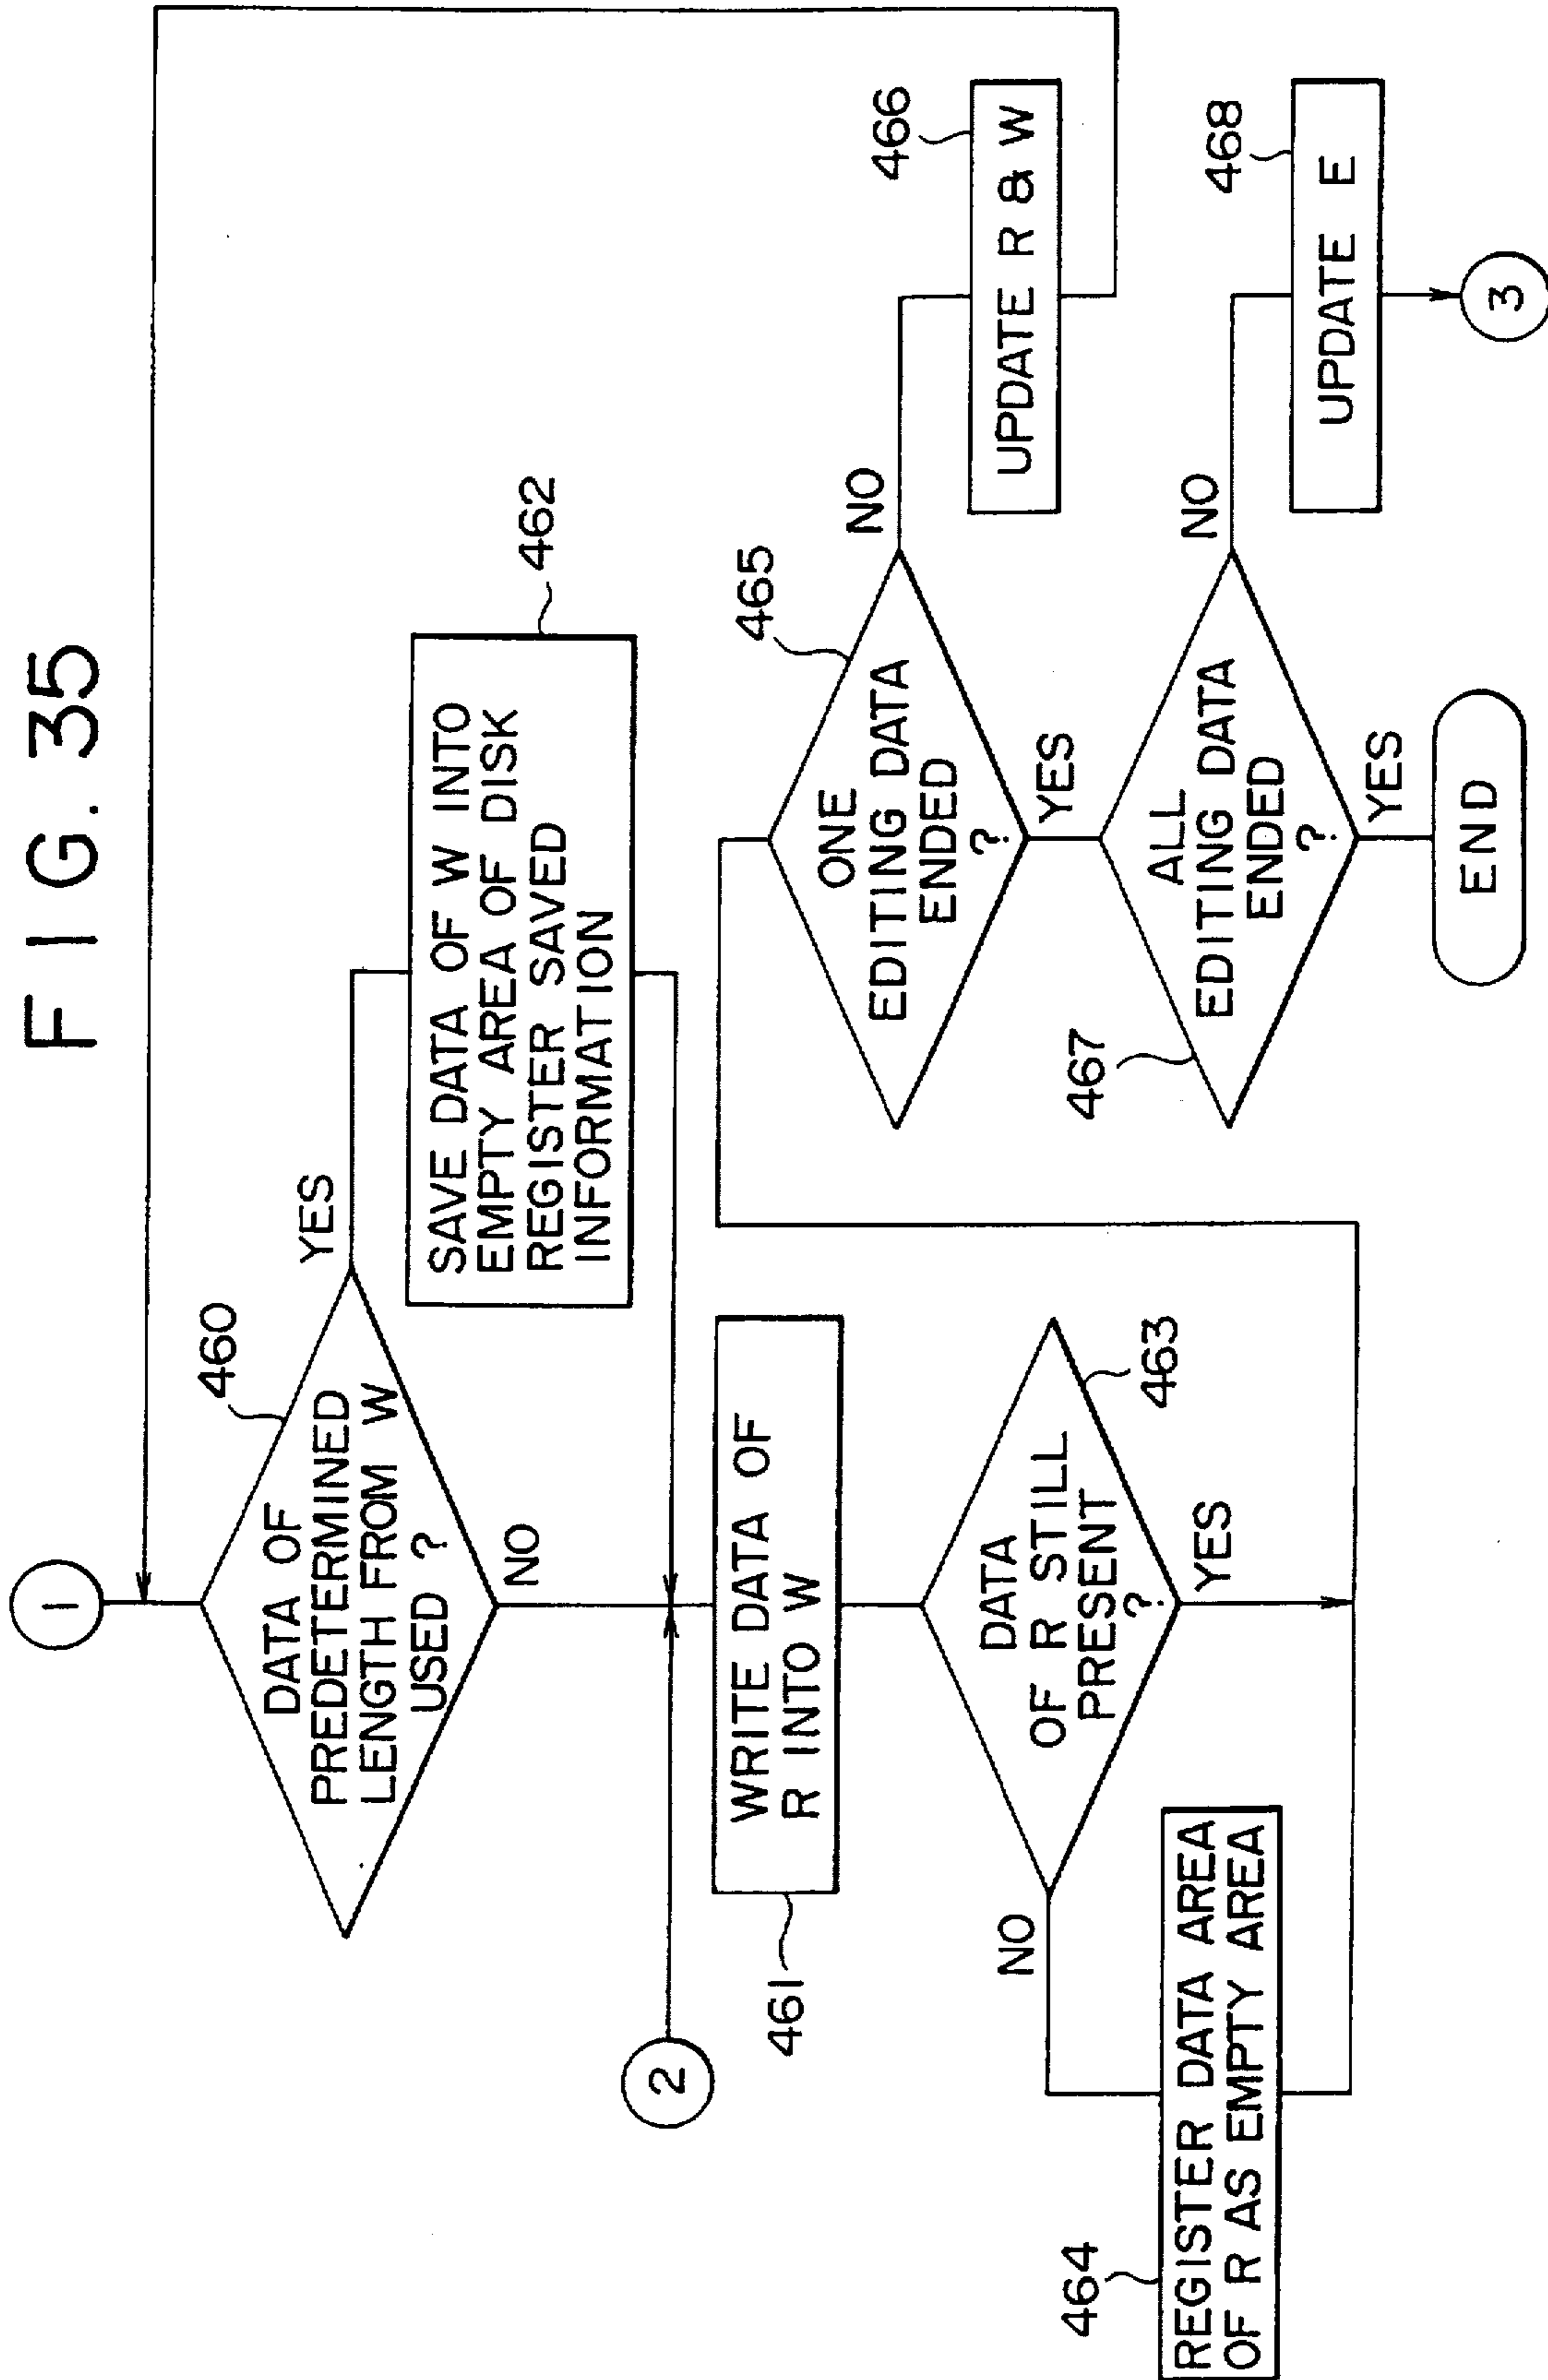 FIG. 35
1
460
DATA OF
PREDETERMINED
LENGTH FROM W
USED ?
YES
NO
462
SAVE DATA OF W INTO
EMPTY AREA OF DISK
REGISTER SAVED
INFORMATION
2
461
WRITE DATA OF
R INTO W
463
DATA
OF R STILL
PRESENT
?
NO
YES
464
REGISTER DATA AREA
OF R AS EMPTY AREA
465
ONE
EDITING DATA
ENDED
?
NO
YES
466
UPDATE R & W
467
ALL
EDITING DATA
ENDED
?
NO
YES
468
UPDATE E
3
END